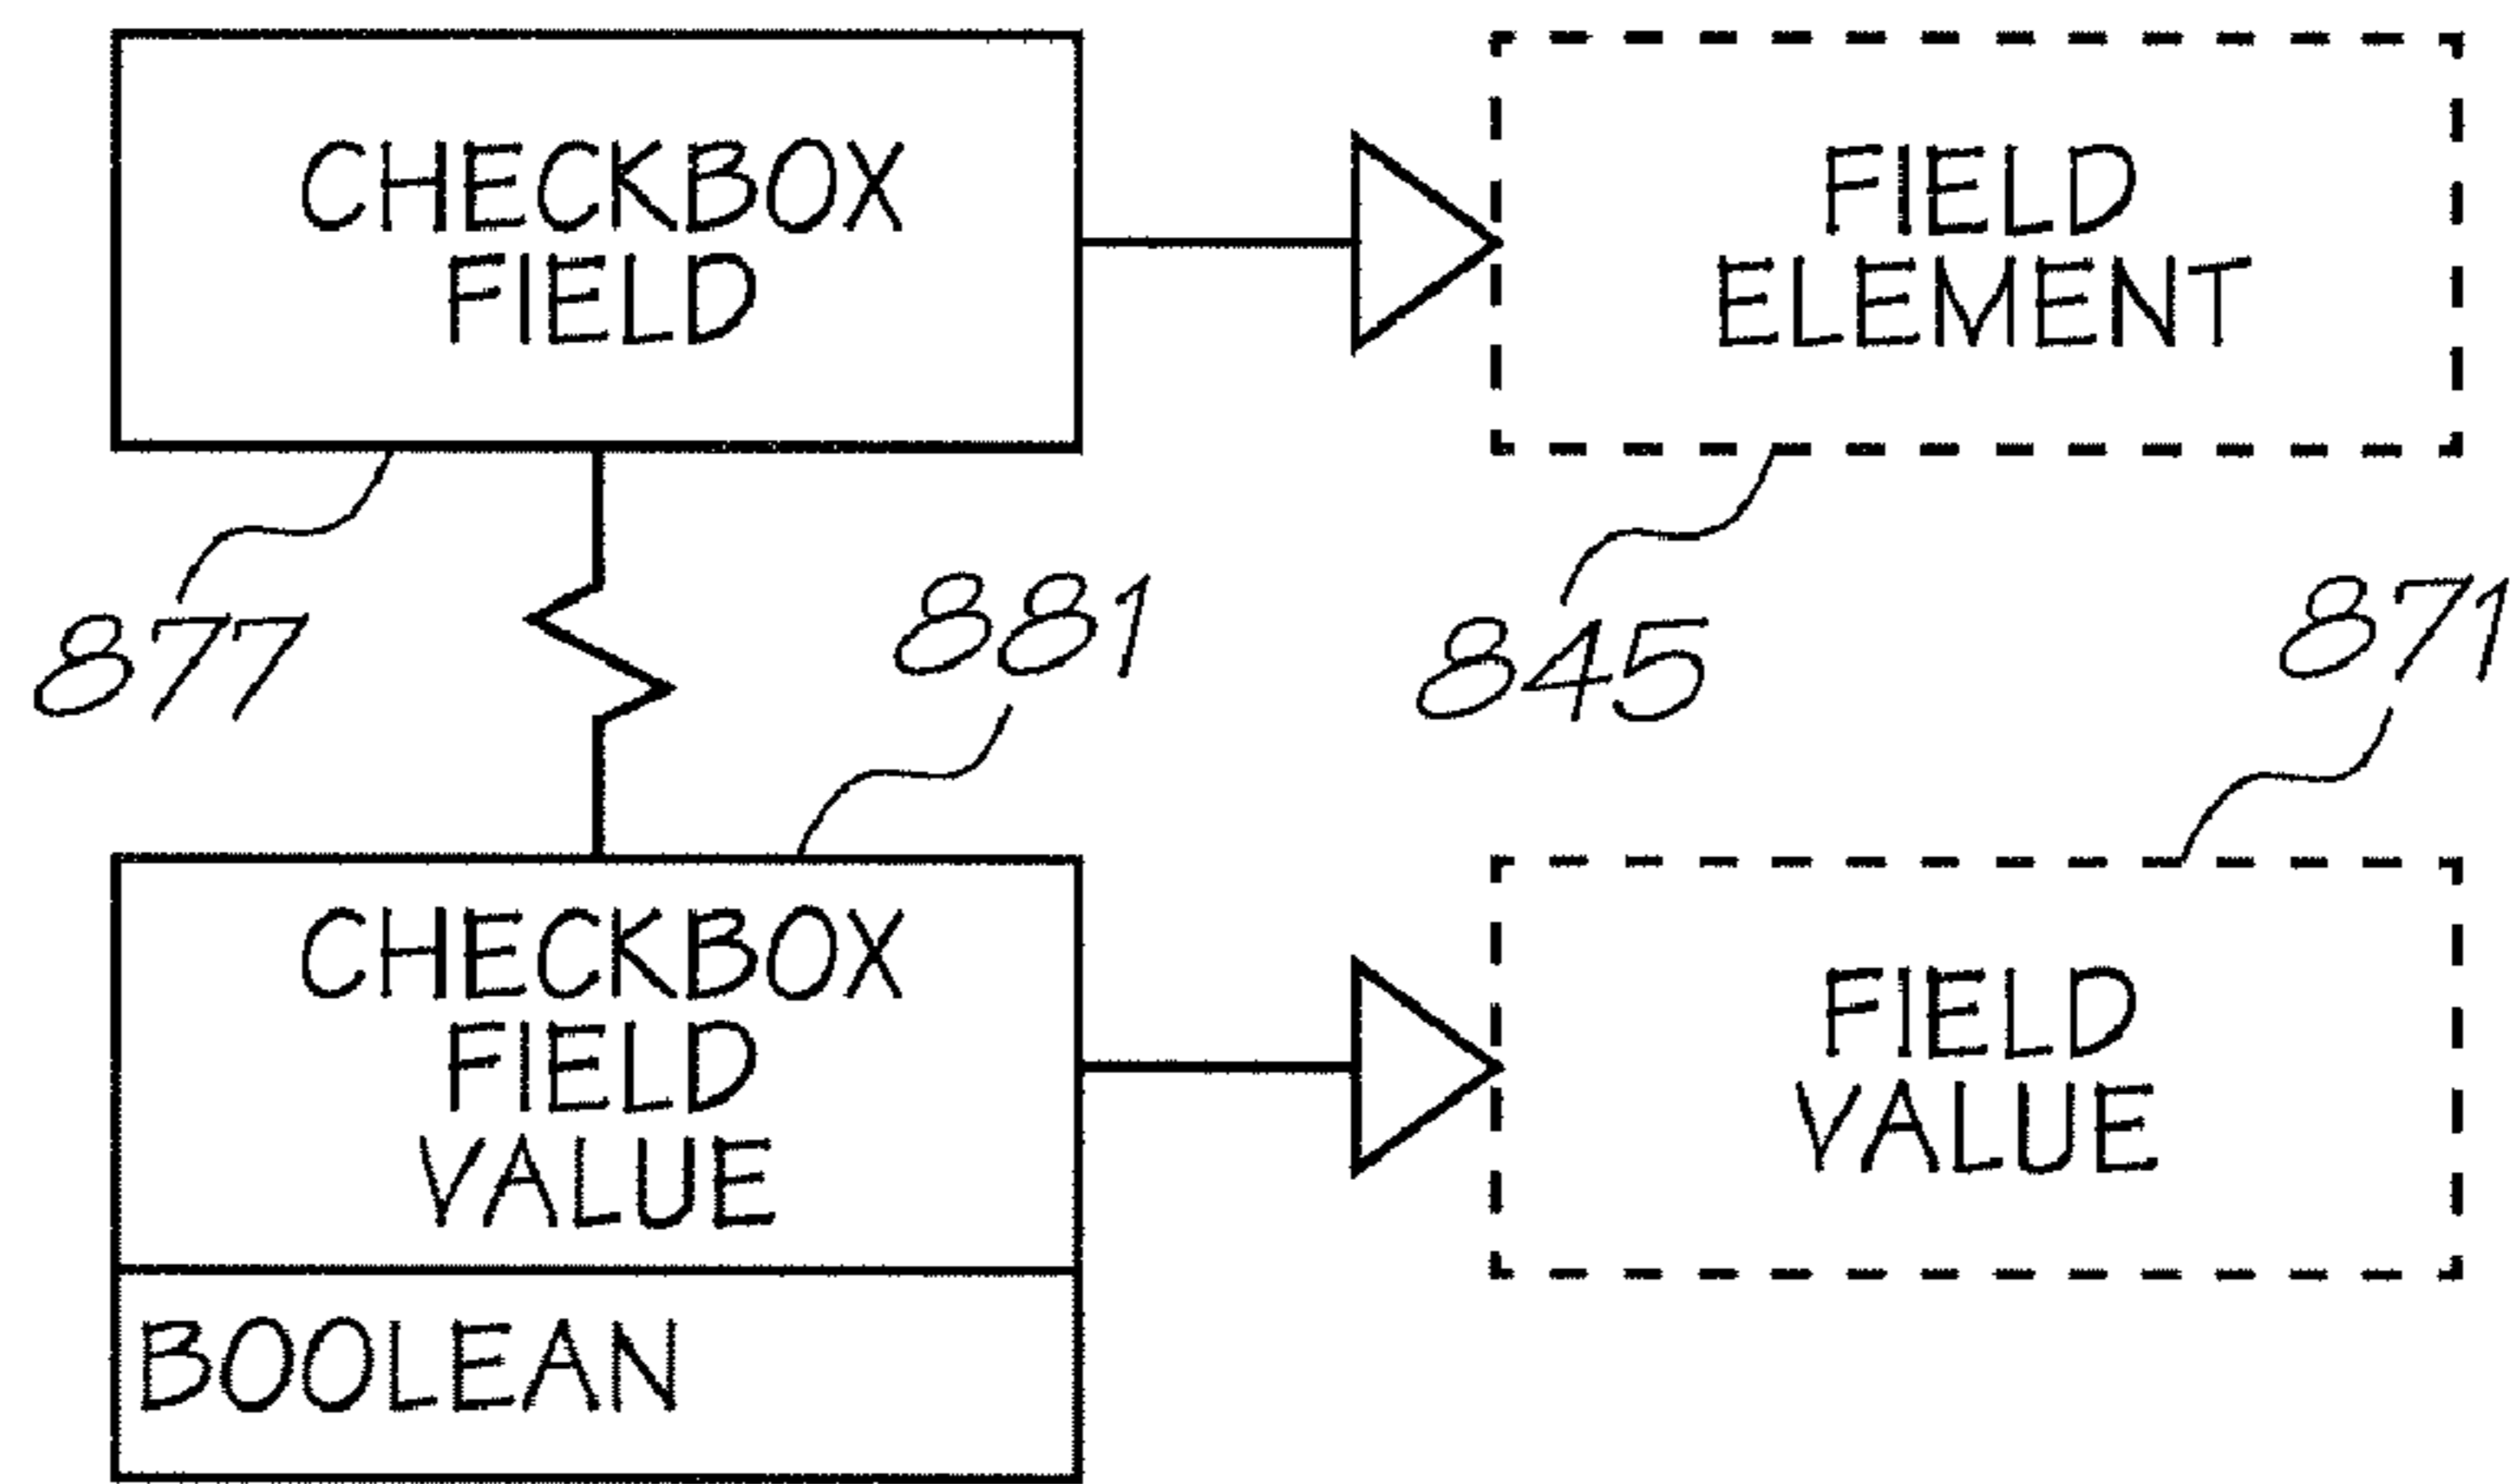 CHECKBOX
FIELD
FIELD
ELEMENT
877
881
845
871
CHECKBOX
FIELD
VALUE
FIELD
VALUE
BOOLEAN